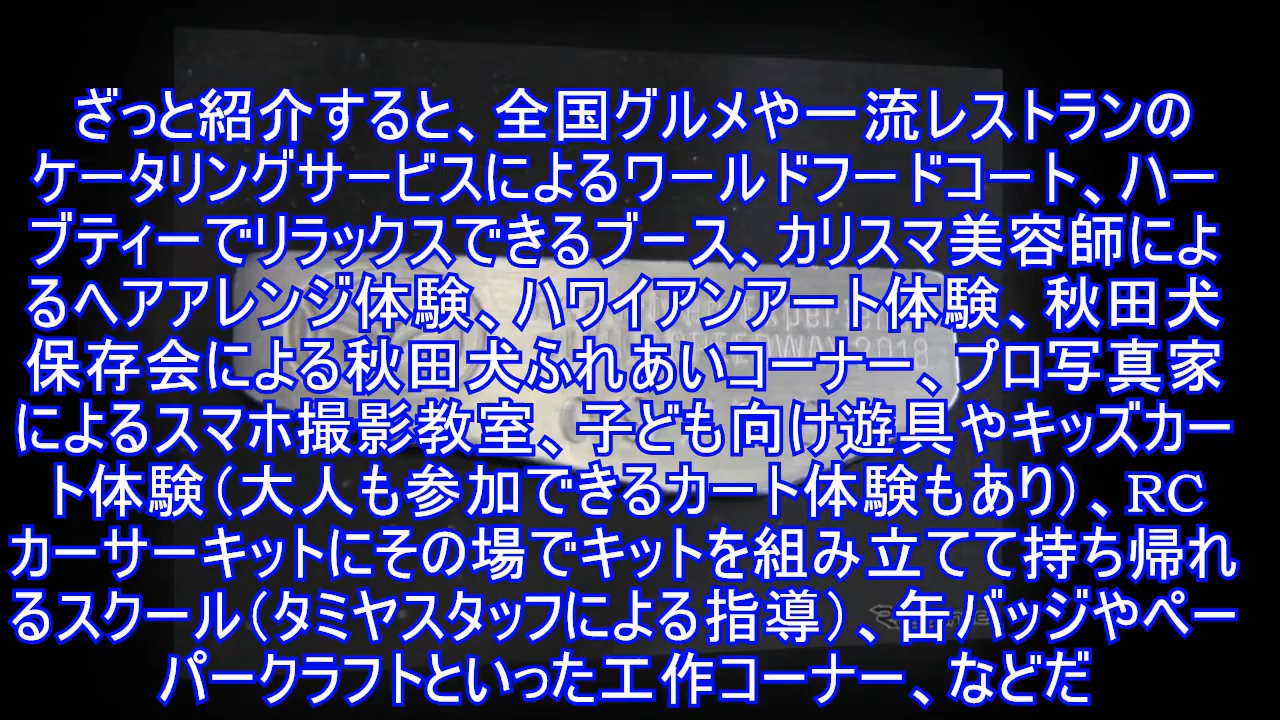 ざっと紹介すると、全国グルメや一流レストランの
ケータリングサービスによるワールドフードコート、ハー
ブティーでリラックスできるブース、カリスマ美容師によ
るヘアアレンジ体験、ハワイアンアート体験、秋田犬
保存会による秋田犬ふれあいコーナー、プロ写真家
によるスマホ撮影教室、子ども向け遊具やキッズカー
ト体験（大人も参加できるカート体験もあり）、RC
カーサーキットにその場でキットを組み立てて持ち帰れ
るスクール（タミヤスタッフによる指導）、缶バッジやペー
パークラフトといった工作コーナー、などだ
2018